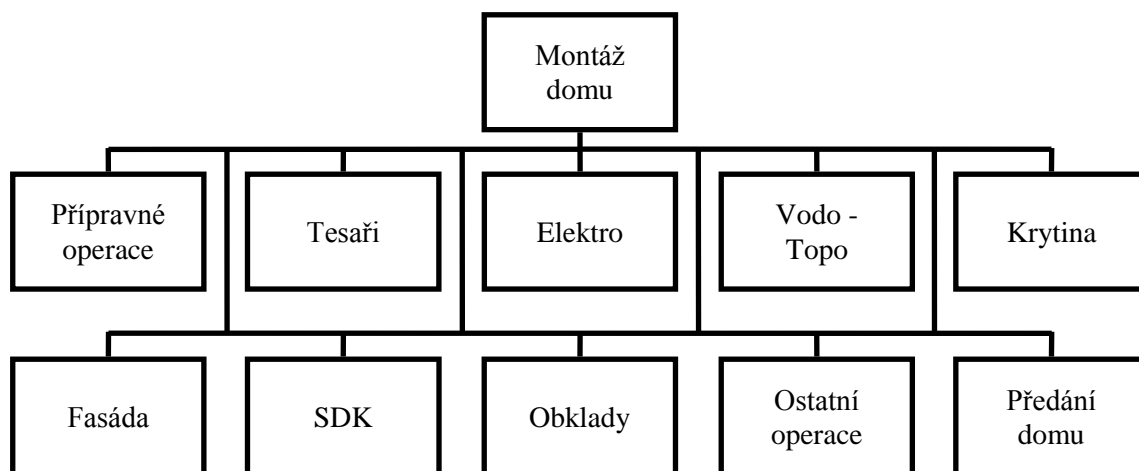 Montáž
domu
Přípravné
operace
Tesaři
Elektro
Vodo -
Topo
Krytina
Fasáda
SDK
Obklady
Ostatní
operace
Předání
domu